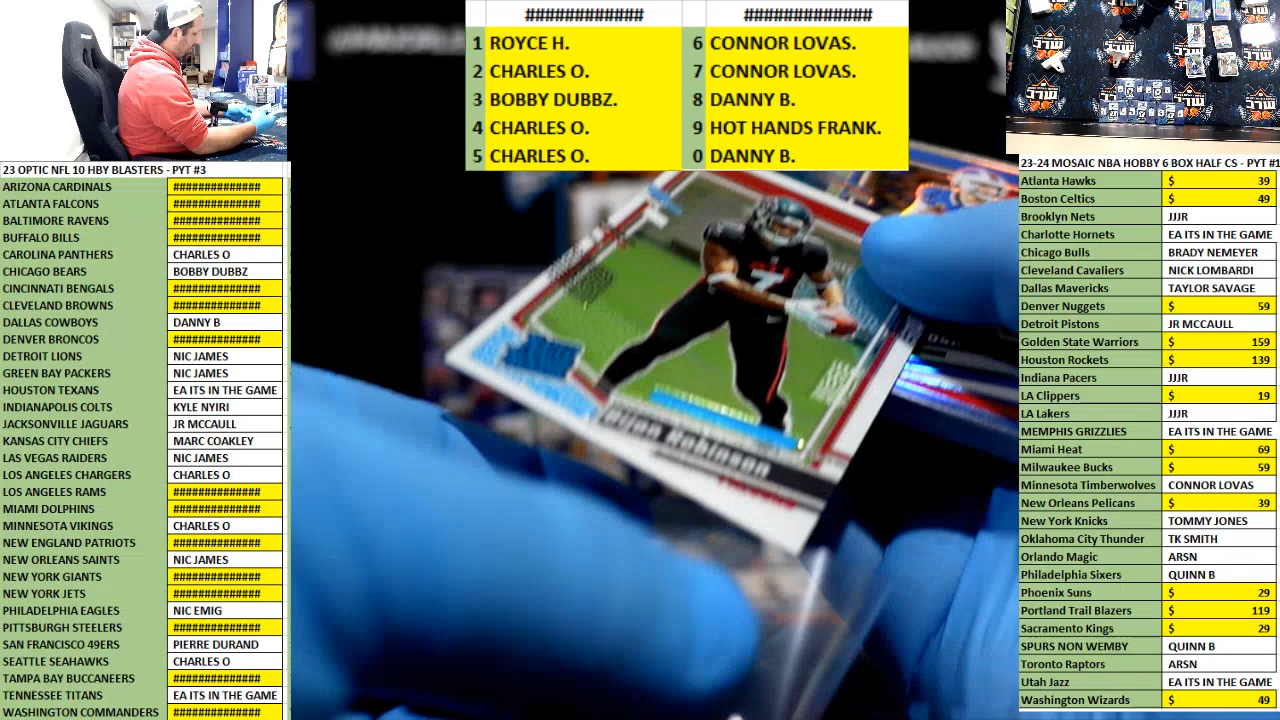 ############ #############
1 ROYCE H. 6 CONNOR LOVAS.
2 CHARLES O. 7 CONNOR LOVAS.
3 BOBBY DUBBZ. 8 DANNY B.
4 CHARLES O. 9 HOT HANDS FRANK.
5 CHARLES O. 0 DANNY B.
23 OPTIC NFL 10 HBY BLASTERS - PYT #3
ARIZONA CARDINALS ##############
ATLANTA FALCONS ##############
BALTIMORE RAVENS ##############
BUFFALO BILLS ##############
CAROLINA PANTHERS CHARLES O
CHICAGO BEARS BOBBY DUBBZ
CINCINNATI BENGALS ##############
CLEVELAND BROWNS ##############
DALLAS COWBOYS DANNY B
DENVER BRONCOS ##############
DETROIT LIONS NIC JAMES
GREEN BAY PACKERS NIC JAMES
HOUSTON TEXANS EA ITS IN THE GAME
INDIANAPOLIS COLTS KYLE NYIRI
JACKSONVILLE JAGUARS JR MCCAULL
KANSAS CITY CHIEFS MARC COAKLEY
LAS VEGAS RAIDERS NIC JAMES
LOS ANGELES CHARGERS CHARLES O
LOS ANGELES RAMS ##############
MIAMI DOLPHINS ##############
MINNESOTA VIKINGS CHARLES O
NEW ENGLAND PATRIOTS ##############
NEW ORLEANS SAINTS NIC JAMES
NEW YORK GIANTS ##############
NEW YORK JETS ##############
PHILADELPHIA EAGLES NIC EMIG
PITTSBURGH STEELERS ##############
SAN FRANCISCO 49ERS PIERRE DURAND
SEATTLE SEAHAWKS CHARLES O
TAMPA BAY BUCCANEERS ##############
TENNESSEE TITANS EA ITS IN THE GAME
WASHINGTON COMMANDERS ##############
7
Bijan Robinson
23-24 MOSAIC NBA HOBBY 6 BOX HALF CS - PYT #1
Atlanta Hawks $ 39
Boston Celtics $ 49
Brooklyn Nets JJJR
Charlotte Hornets EA ITS IN THE GAME
Chicago Bulls BRADY NEMEYER
Cleveland Cavaliers NICK LOMBARDI
Dallas Mavericks TAYLOR SAVAGE
Denver Nuggets $ 59
Detroit Pistons JR MCCAULL
Golden State Warriors $ 159
Houston Rockets $ 139
Indiana Pacers JJJR
LA Clippers $ 19
LA Lakers JJJR
MEMPHIS GRIZZLIES EA ITS IN THE GAME
Miami Heat $ 69
Milwaukee Bucks $ 59
Minnesota Timberwolves CONNOR LOVAS
New Orleans Pelicans $ 39
New York Knicks TOMMY JONES
Oklahoma City Thunder TK SMITH
Orlando Magic ARSN
Philadelphia Sixers QUINN B
Phoenix Suns $ 29
Portland Trail Blazers $ 119
Sacramento Kings $ 29
SPURS NON WEMBY QUINN B
Toronto Raptors ARSN
Utah Jazz EA ITS IN THE GAME
Washington Wizards $ 49